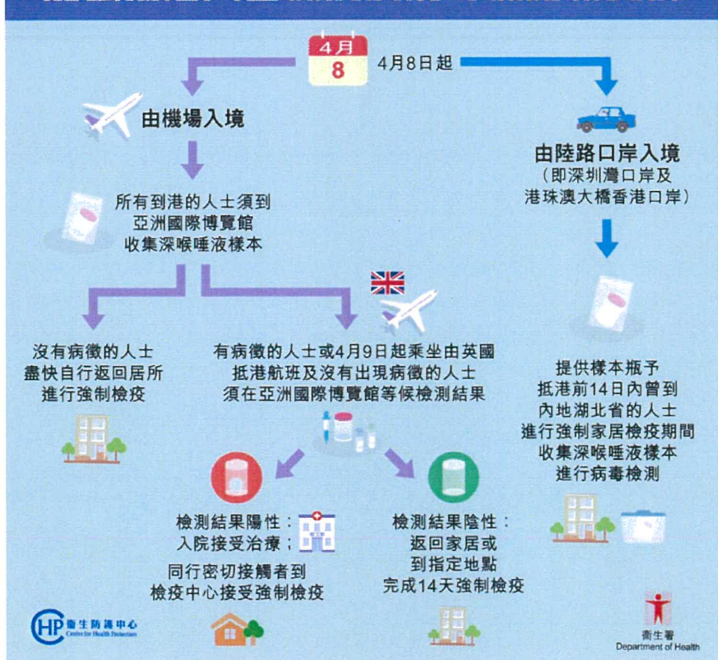 4月
8
4月8日起
由機場入境
所有到港的人士須到
亞洲國際博覽館
收集深喉唾液樣本
沒有病徵的人士
盡快自行返回居所
進行強制檢疫
有病徵的人士或4月9日起乘坐由英國
抵港航班及沒有出現病徵的人士
須在亞洲國際博覽館等候檢測結果
檢測結果陽性：
入院接受治療；
同行密切接觸者到
檢疫中心接受強制檢疫
檢測結果陰性：
返回家居或
到指定地點
完成14天強制檢疫
由陸路口岸入境
（即深圳灣口岸及
港珠澳大橋香港口岸）
提供樣本瓶予
抵港前14日內曾到
內地湖北省的人士
進行強制家居檢疫期間
收集深喉唾液樣本
進行病毒檢測
CHP 衞生防護中心
Centre for Health Protection
衞生署
Department of Health